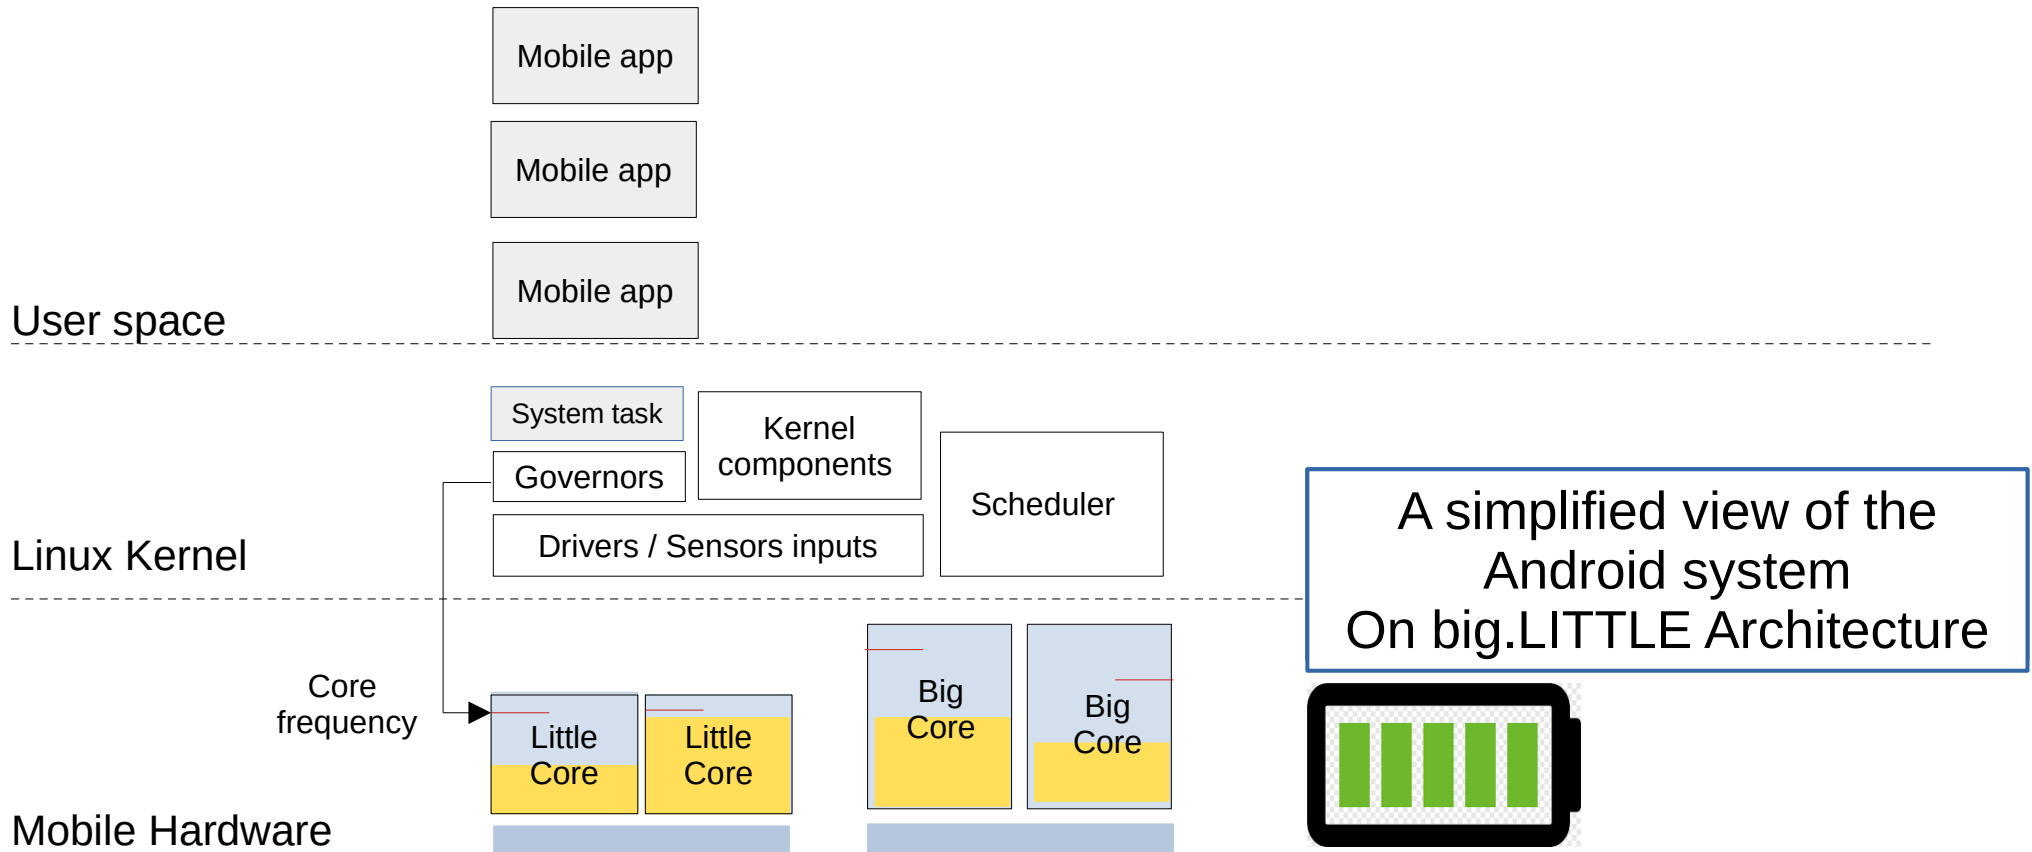 Mobile app
Mobile app
Mobile app
User space
System task
Governors
Kernel
components
Scheduler
Drivers / Sensors inputs
Linux Kernel
A simplified view of the
Android system
On big.LITTLE Architecture
Core
frequency
Little
Core
Little
Core
Big
Core
Big
Core
Mobile Hardware